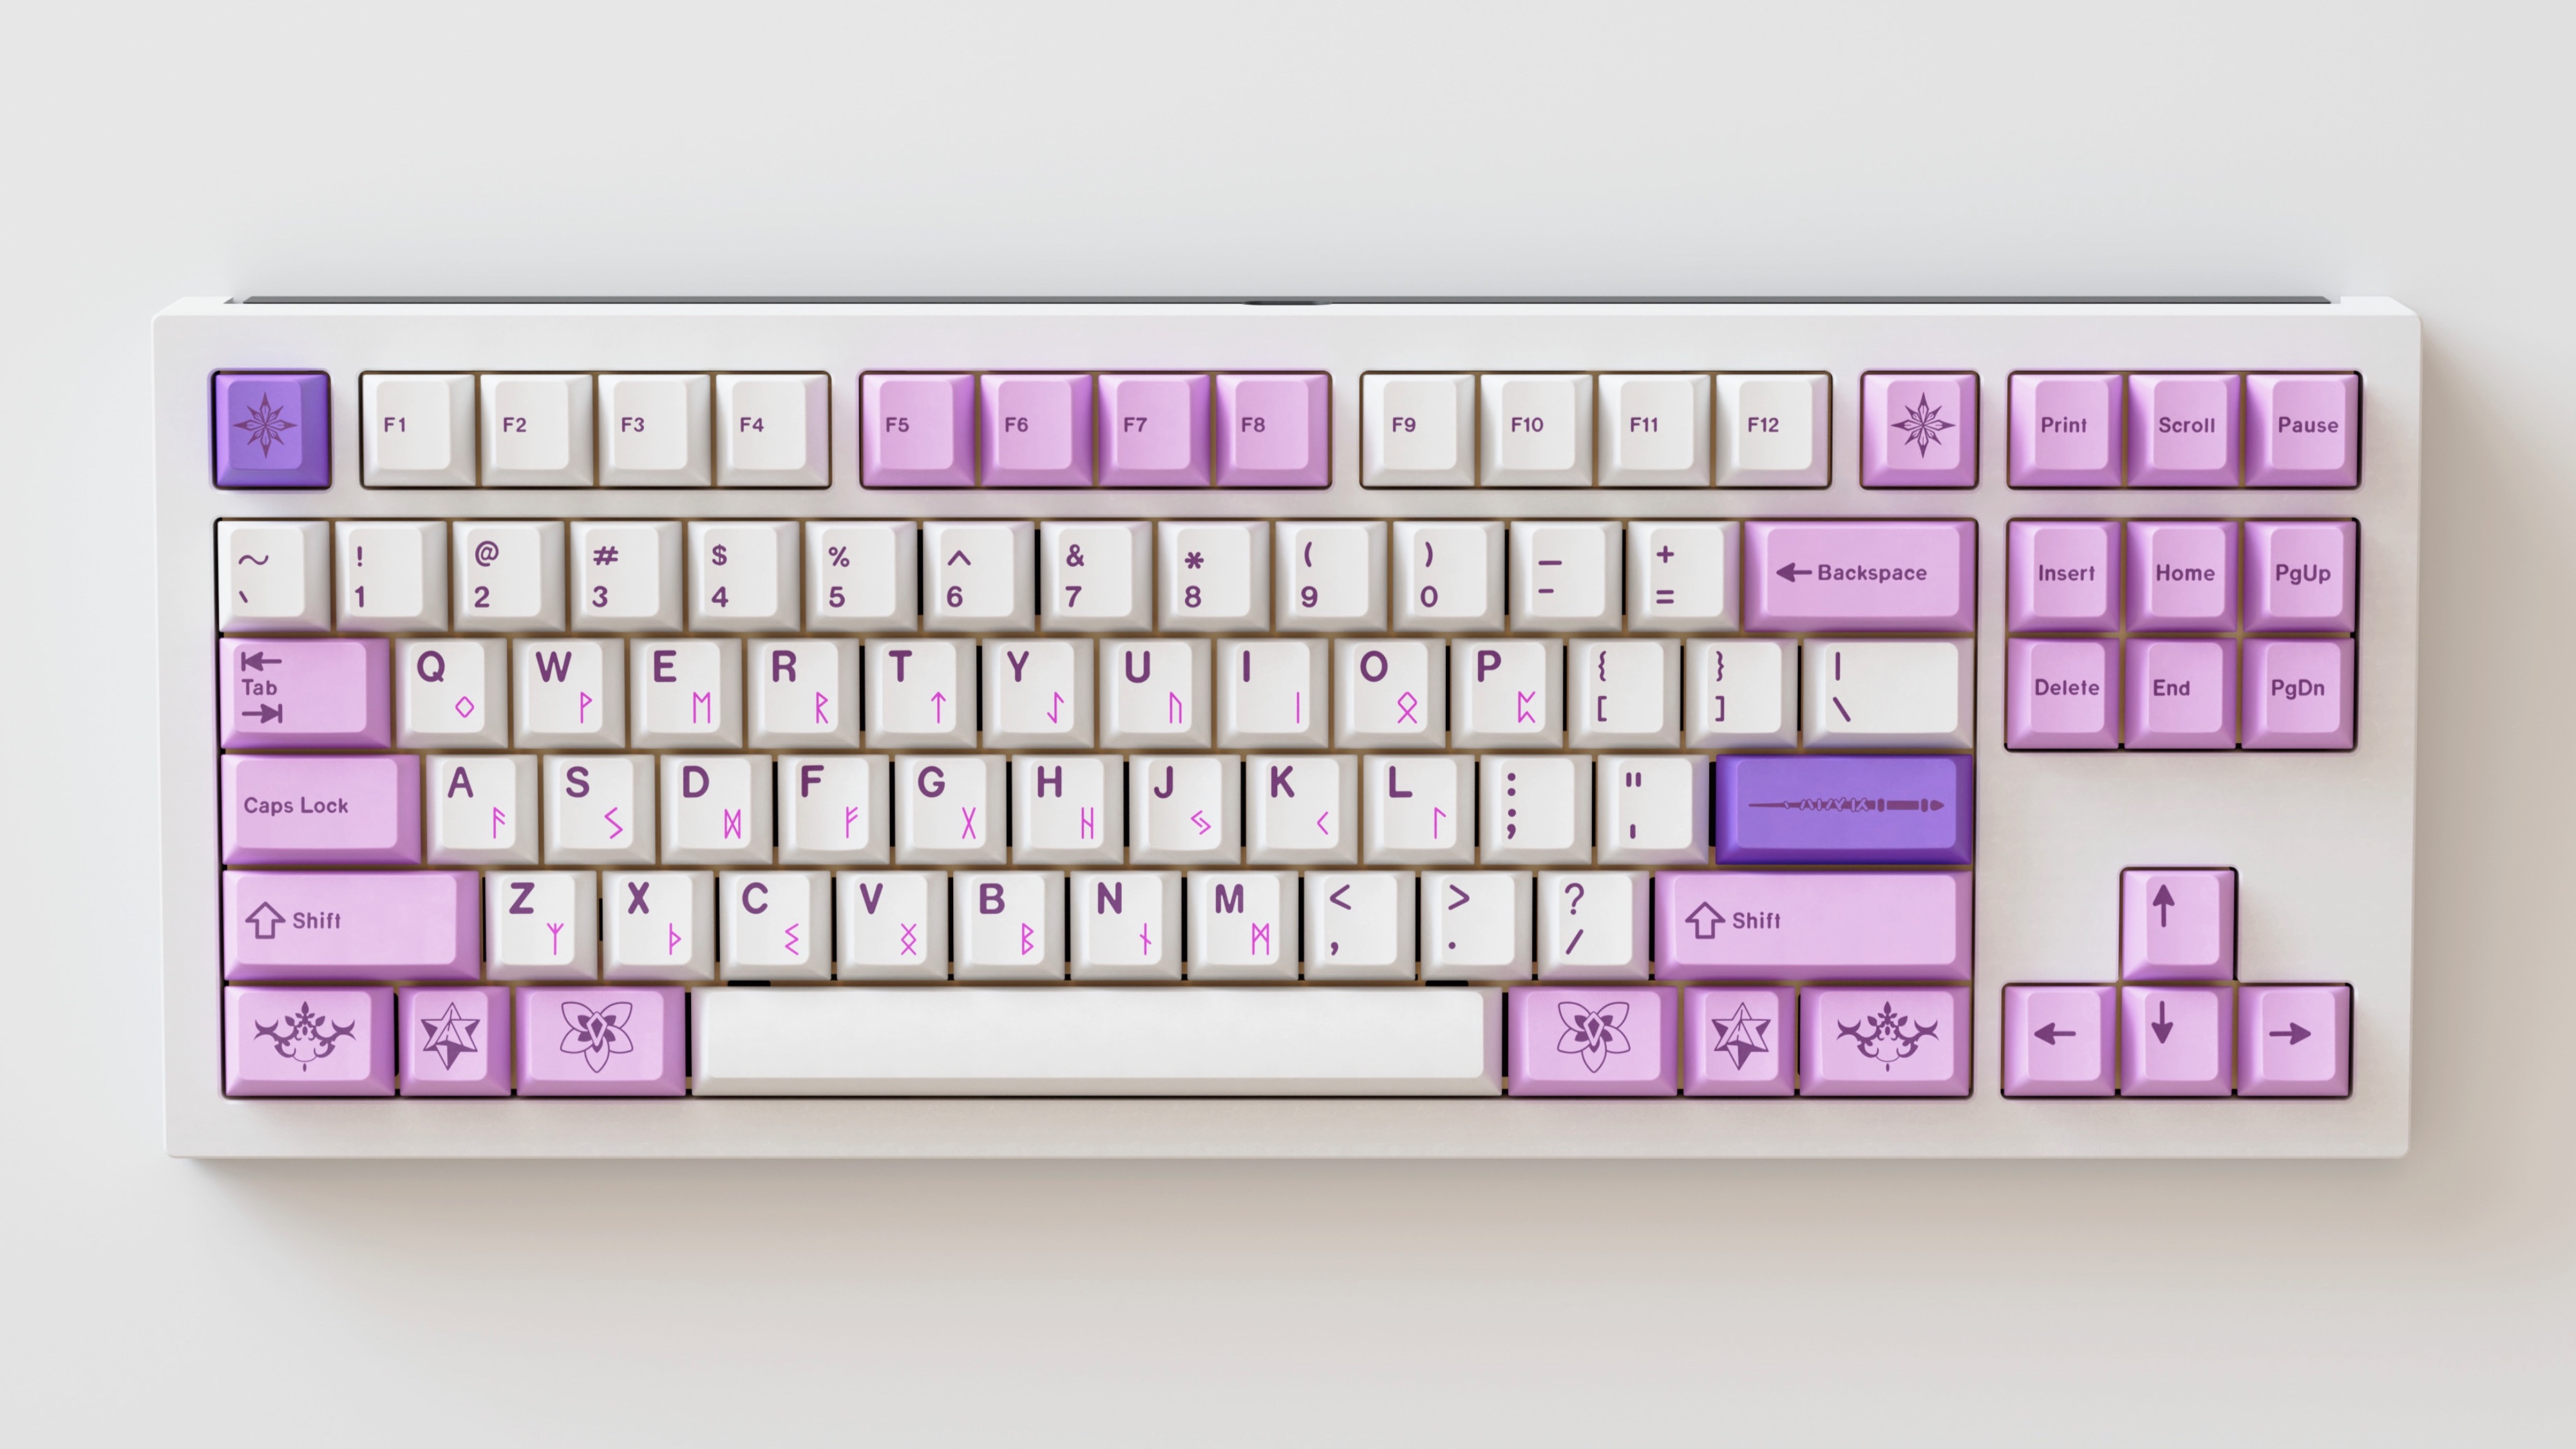 F1 F2 F3 F4 F5 F6 F7 F8 F9 F10 F11 F12 Print Scroll Pause
~ ! @ # $ % ^ & * ( ) — + ← Backspace Insert Home PgUp
` 1 2 3 4 5 6 7 8 9 0 - =
⇤ Tab ⇥ Q W E R T Y U I O P { } | Delete End PgDn
ᛜ ᚹ ᛖ ᚱ ᛏ ᛇ ᚢ ᛁ ᛟ ᛈ [ ] \
Caps Lock A S D F G H J K L : "
ᚨ ᛊ ᛞ ᚠ ᚷ ᚺ ᛃ ᚲ ᛚ ; '
⇧ Shift Z X C V B N M < > ? ⇧ Shift ↑
ᛉ ᚦ ᛊ ᛝ ᛒ ᚾ ᛗ , . /
← ↓ →